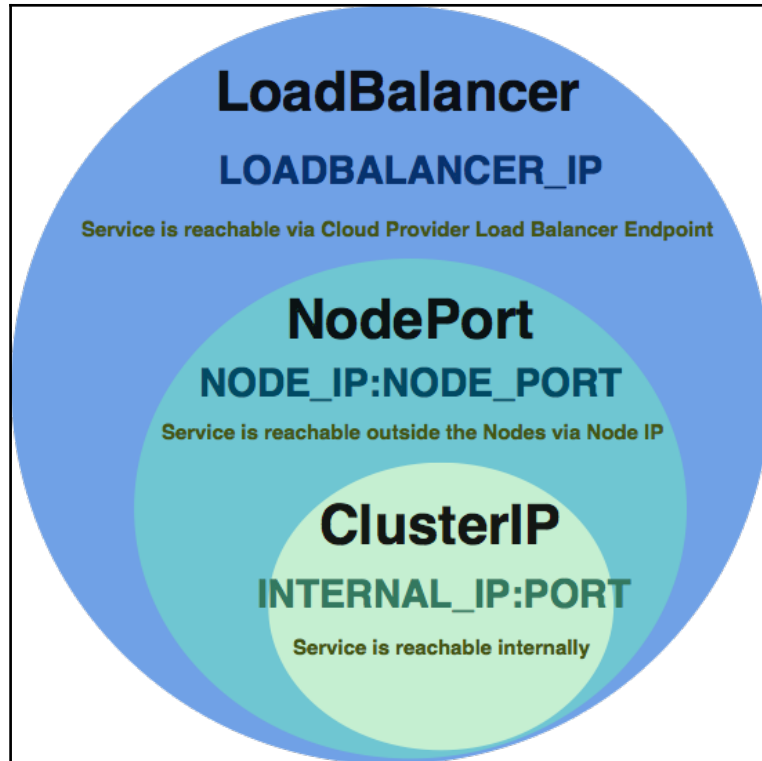 LoadBalancer
LOADBALANCER_IP
Service is reachable via Cloud Provider Load Balancer Endpoint
NodePort
NODE_IP:NODE_PORT
Service is reachable outside the Nodes via Node IP
ClusterIP
INTERNAL_IP:PORT
Service is reachable internally